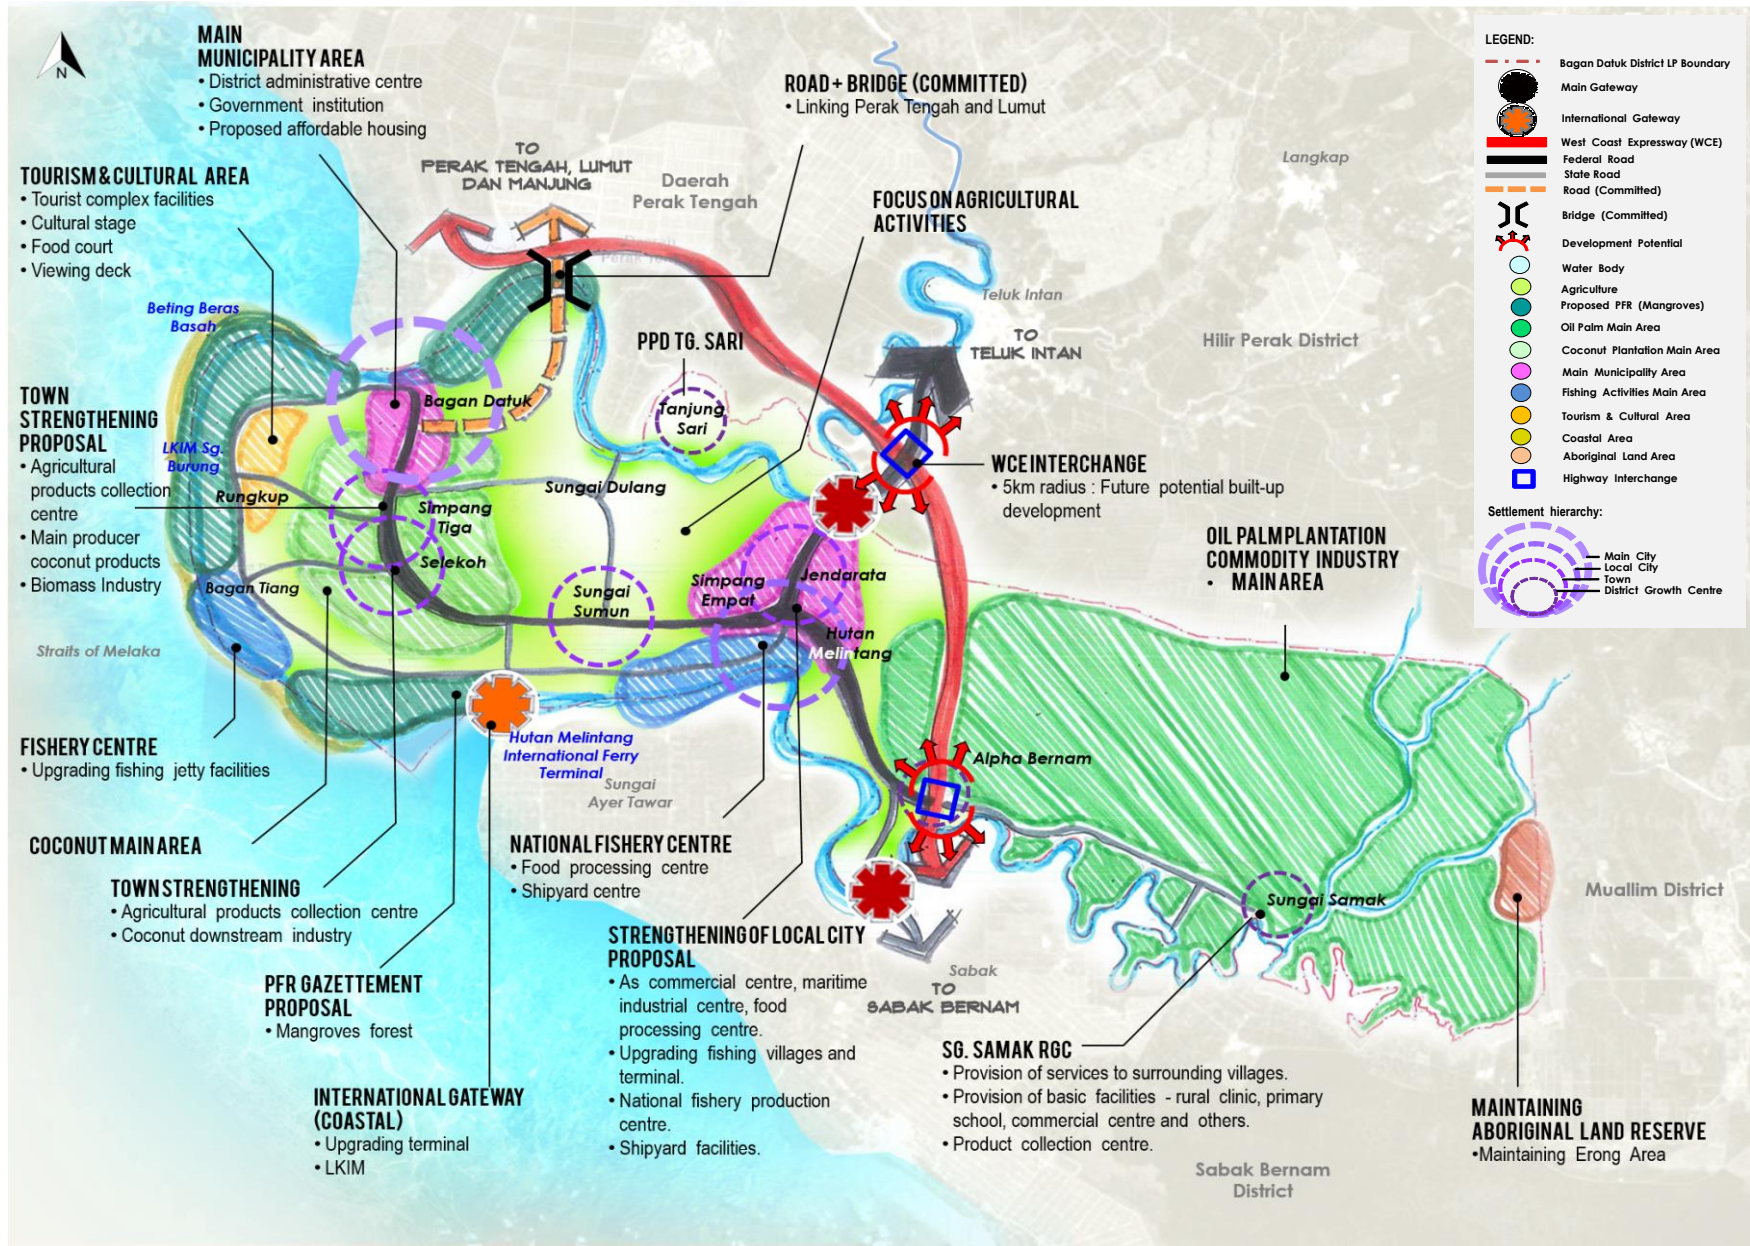 MAIN
MUNICIPALITY AREA
• District administrative centre
• Government institution
• Proposed affordable housing
N
TOURISM & CULTURAL AREA
• Tourist complex facilities
• Cultural stage
• Food court
• Viewing deck
ROAD + BRIDGE (COMMITTED)
• Linking Perak Tengah and Lumut
TO
PERAK TENGAH, LUMUT
DAN MANJUNG
Daerah
Perak Tengah
Daerah
Perak Tengah
FOCUS ON AGRICULTURAL
ACTIVITIES
Langkap
Teluk Intan
TO
TELUK INTAN
Hilir Perak District
Beting Beras
Basah
PPD TG. SARI
Tanjung
Sari
Bagan Datuk
TOWN
STRENGTHENING
PROPOSAL
• Agricultural
products collection
centre
• Main producer
coconut products
• Biomass Industry
LKIM Sg.
Burung
Rungkup
Sungai Dulang
Simpang
Tiga
Selekoh
Bagan Tiang
Sungai
Sumun
Simpang
Empat
Jendarata
Hutan
Melintang
WCE INTERCHANGE
• 5km radius : Future potential built-up
development
OIL PALM PLANTATION
COMMODITY INDUSTRY
• MAIN AREA
Straits of Melaka
Hutan Melintang
International Ferry
Terminal
Sungai
Ayer Tawar
Alpha Bernam
FISHERY CENTRE
• Upgrading fishing jetty facilities
COCONUT MAIN AREA
TOWN STRENGTHENING
• Agricultural products collection centre
• Coconut downstream industry
NATIONAL FISHERY CENTRE
• Food processing centre
• Shipyard centre
Sungai Samak
Muallim District
PFR GAZETTEMENT
PROPOSAL
• Mangroves forest
STRENGTHENING OF LOCAL CITY
PROPOSAL
• As commercial centre, maritime
industrial centre, food
processing centre.
• Upgrading fishing villages and
terminal.
• National fishery production
centre.
• Shipyard facilities.
Sabak
TO
SABAK BERNAM
INTERNATIONAL GATEWAY
(COASTAL)
• Upgrading terminal
• LKIM
SG. SAMAK RGC
• Provision of services to surrounding villages.
• Provision of basic facilities - rural clinic, primary
school, commercial centre and others.
• Product collection centre.
Sabak Bernam
District
MAINTAINING
ABORIGINAL LAND RESERVE
•Maintaining Erong Area
LEGEND:
Bagan Datuk District LP Boundary
Main Gateway
International Gateway
West Coast Expressway (WCE)
Federal Road
State Road
Road (Committed)
Bridge (Committed)
Development Potential
Water Body
Agriculture
Proposed PFR (Mangroves)
Oil Palm Main Area
Coconut Plantation Main Area
Main Municipality Area
Fishing Activities Main Area
Tourism & Cultural Area
Coastal Area
Aboriginal Land Area
Highway Interchange
Settlement hierarchy:
Main City
Local City
Town
District Growth Centre